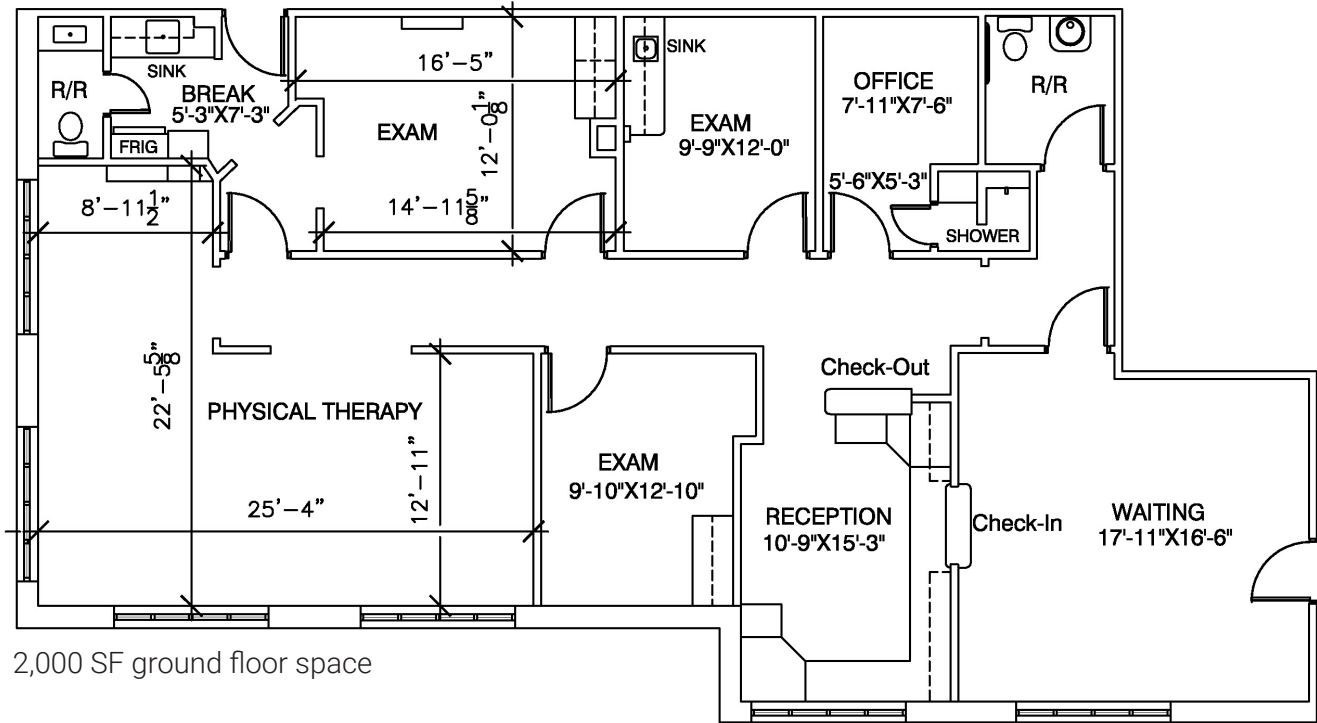 R/R
SINK
BREAK
5'-3"X7'-3"
FRIG
16'-5"
EXAM
12'-0 1/8"
14'-11 5/8"
SINK
EXAM
9'-9"X12'-0"
OFFICE
7'-11"X7'-6"
5'-6"X5'-3"
SHOWER
R/R
8'-11 1/2"
22'-5 5/8"
PHYSICAL THERAPY
12'-11"
25'-4"
EXAM
9'-10"X12'-10"
Check-Out
RECEPTION
10'-9"X15'-3"
Check-In
WAITING
17'-11"X16'-6"
2,000 SF ground floor space